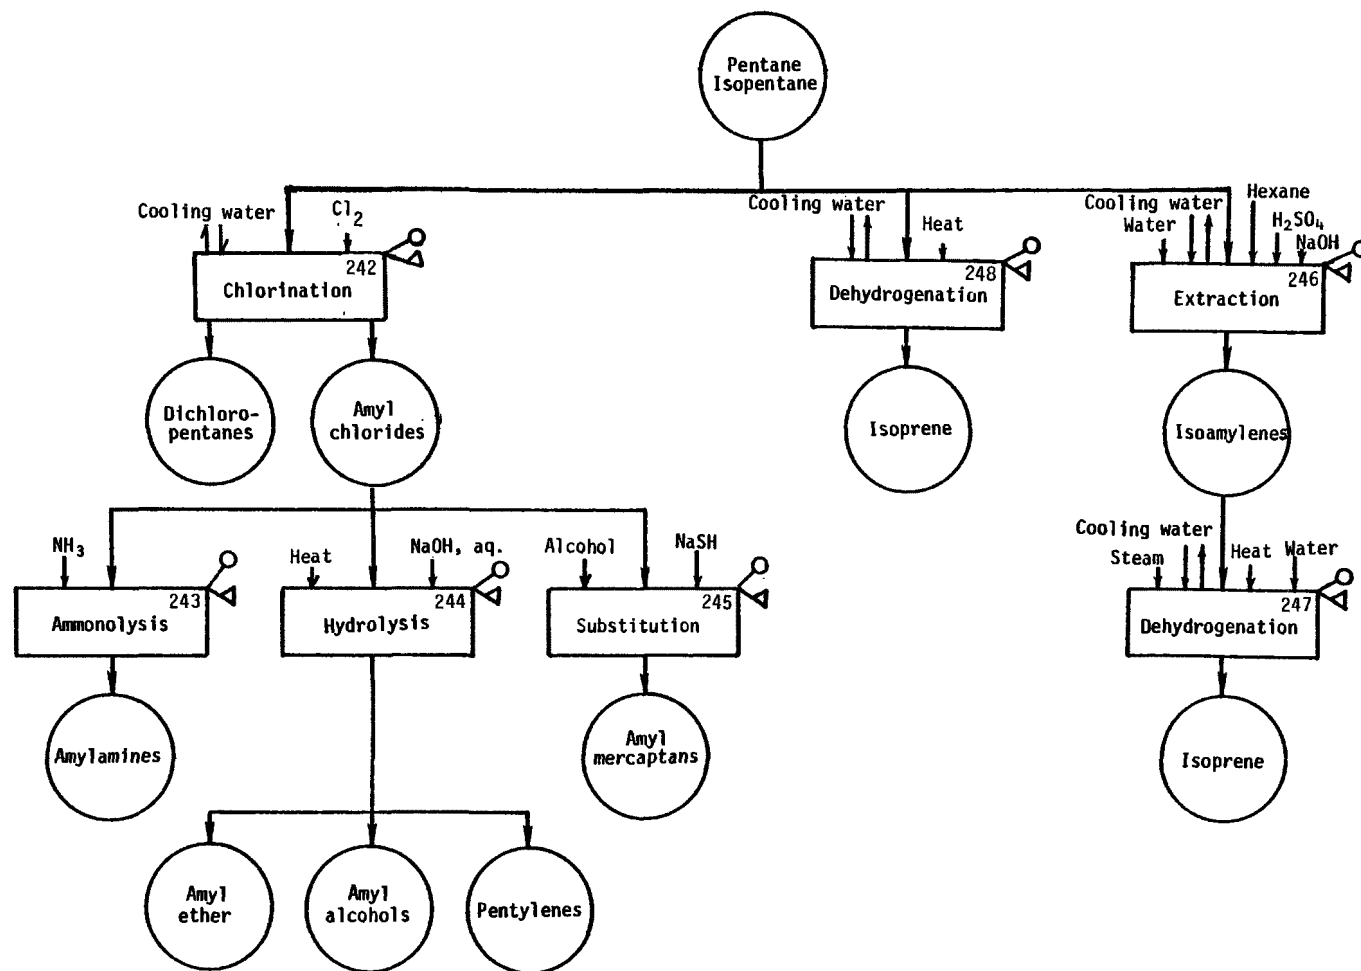 Pentane
Isopentane
Cooling water
Cl2
242
Chlorination
Cooling water
Heat
248
Dehydrogenation
Cooling water
Hexane
Water
H2SO4
NaOH
246
Extraction
Dichloro-
pentanes
Amyl
chlorides
Isoprene
Isoamylenes
NH3
243
Ammonolysis
Heat
NaOH, aq.
244
Hydrolysis
Alcohol
NaSH
245
Substitution
Cooling water
Steam
Heat
Water
247
Dehydrogenation
Amylamines
Amyl
mercaptans
Isoprene
Amyl
ether
Amyl
alcohols
Pentylenes